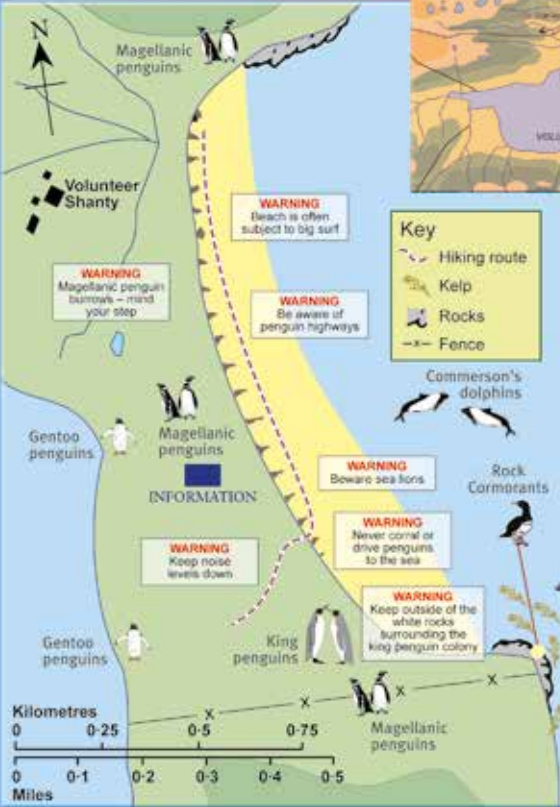 N
Magellanic
penguins
Volunteer
Shanty
WARNING
Beach is often
subject to big surf
Key
Hiking route
Kelp
Rocks
Fence
WARNING
Magellanic penguin
burrows – mind
your step
WARNING
Be aware of
penguin highways
Commerson's
dolphins
Gentoo
penguins
Magellanic
penguins
INFORMATION
WARNING
Beware sea lions
Rock
Cormorants
WARNING
Never corral or
drive penguins
to the sea
WARNING
Keep noise
levels down
WARNING
Keep outside of the
white rocks
surrounding the
king penguin colony
Gentoo
penguins
King
penguins
Magellanic
penguins
Kilometres
0 0·25 0·5 0·75
0 0·1 0·2 0·3 0·4 0·5
Miles